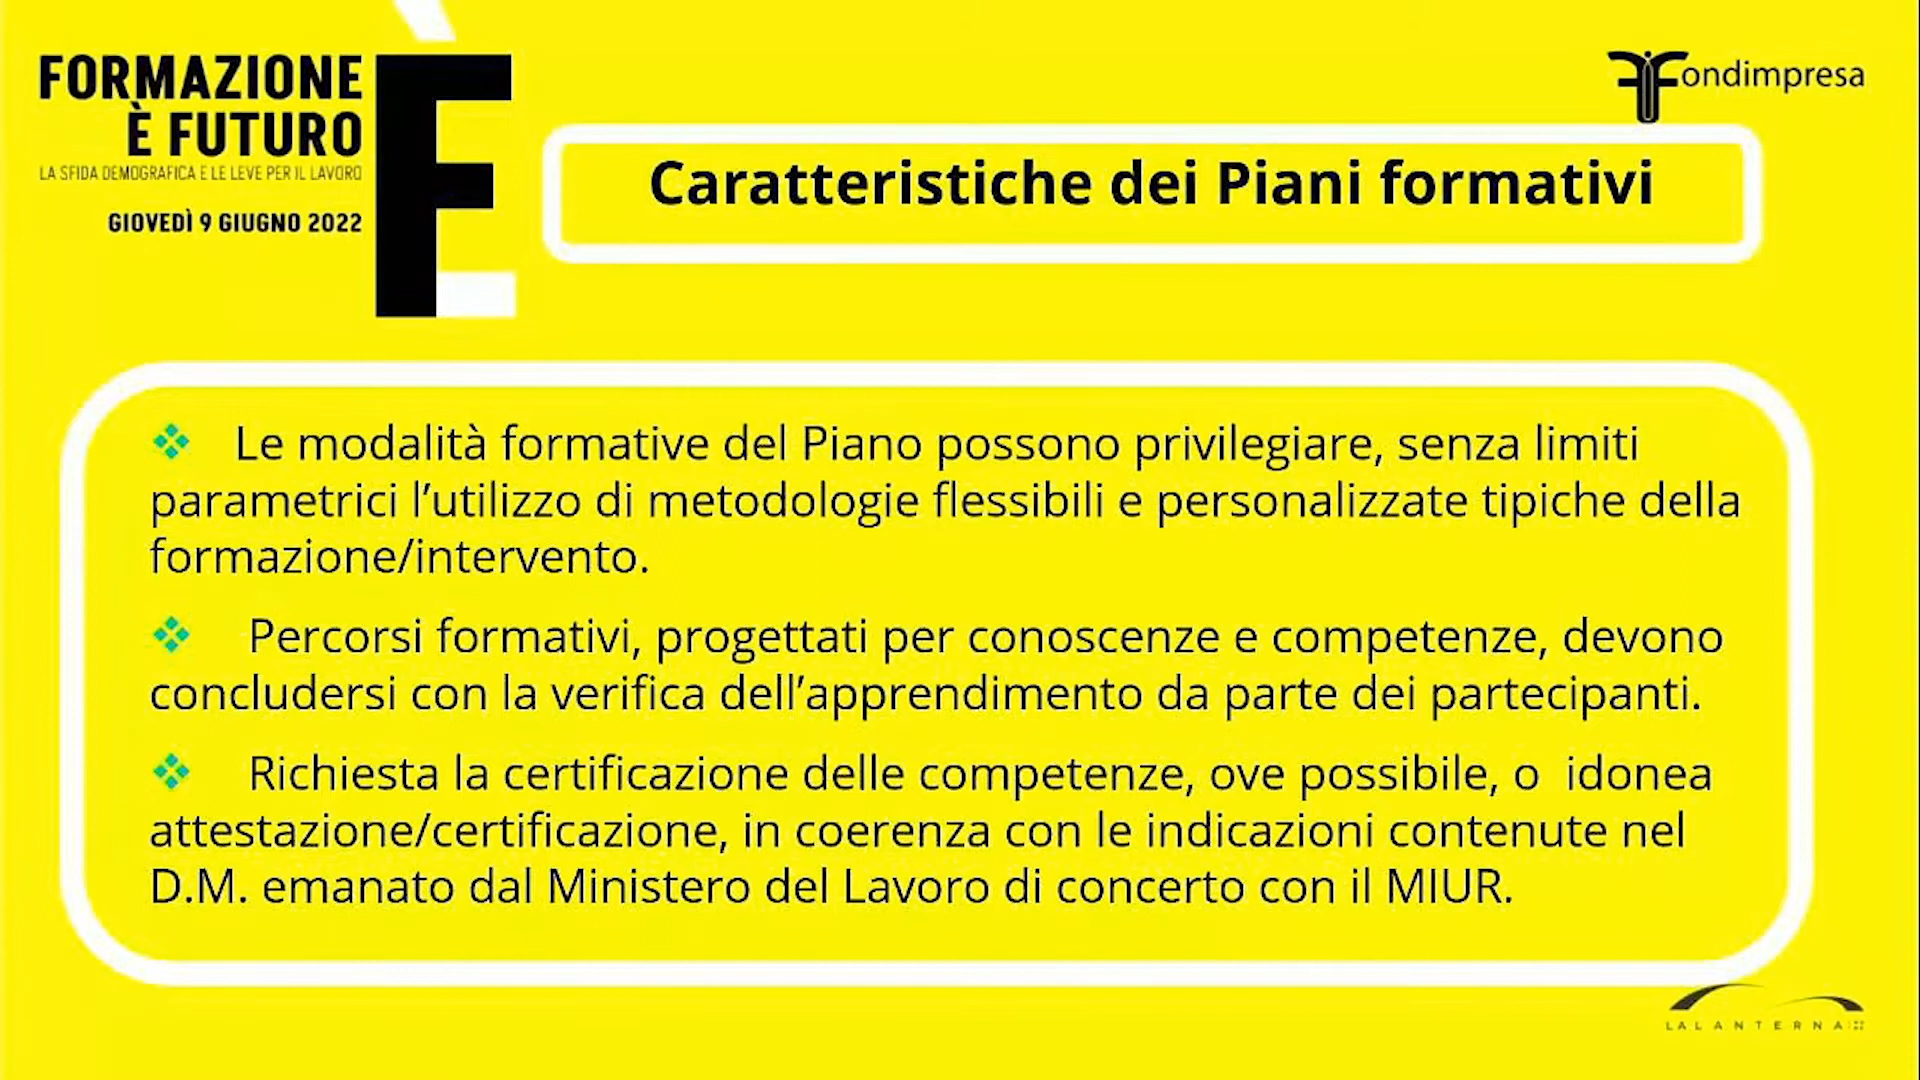 FORMAZIONE
È FUTURO
LA SFIDA DEMOGRAFICA E LE LEVE PER IL LAVORO
GIOVEDÌ 9 GIUGNO 2022
È
Fondimpresa
Caratteristiche dei Piani formativi
Le modalità formative del Piano possono privilegiare, senza limiti
parametrici l’utilizzo di metodologie flessibili e personalizzate tipiche della
formazione/intervento.
Percorsi formativi, progettati per conoscenze e competenze, devono
concludersi con la verifica dell’apprendimento da parte dei partecipanti.
Richiesta la certificazione delle competenze, ove possibile, o  idonea
attestazione/certificazione, in coerenza con le indicazioni contenute nel
D.M. emanato dal Ministero del Lavoro di concerto con il MIUR.
LALANTERNA